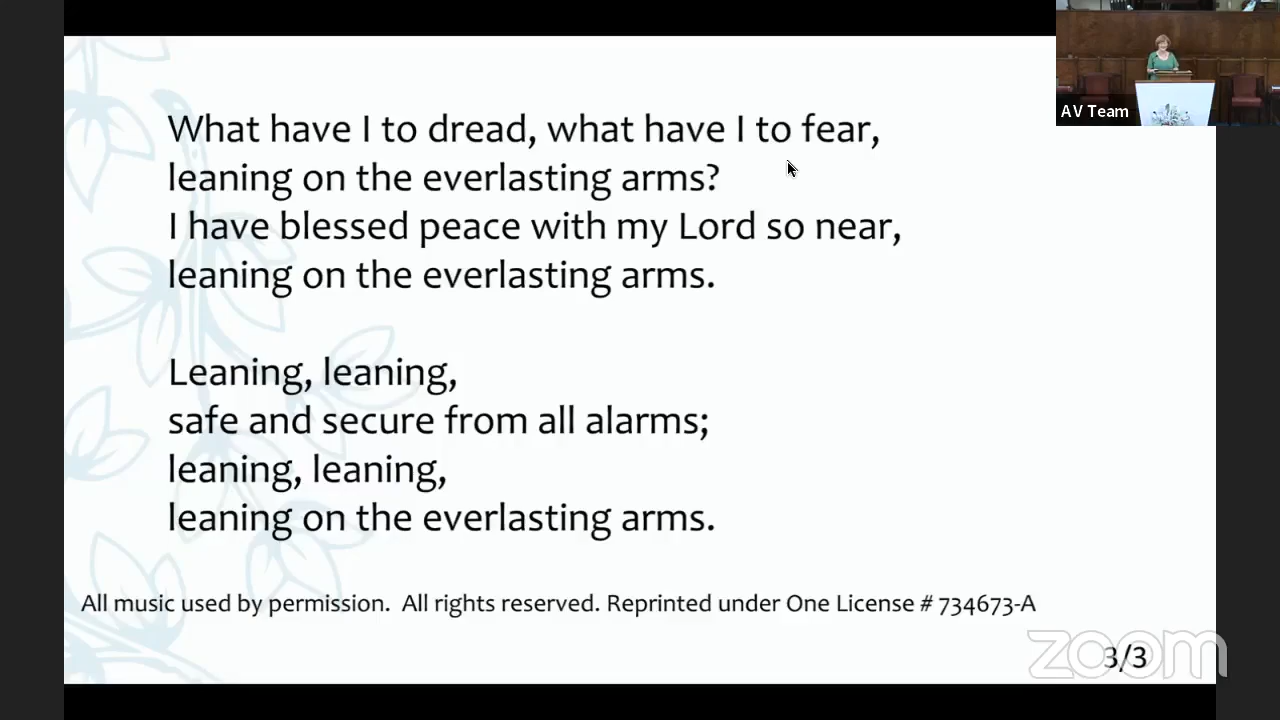 What have I to dread, what have I to fear,
leaning on the everlasting arms?
I have blessed peace with my Lord so near,
leaning on the everlasting arms.
Leaning, leaning,
safe and secure from all alarms;
leaning, leaning,
leaning on the everlasting arms.
All music used by permission.  All rights reserved. Reprinted under One License # 734673-A
3/3
zoom
AV Team